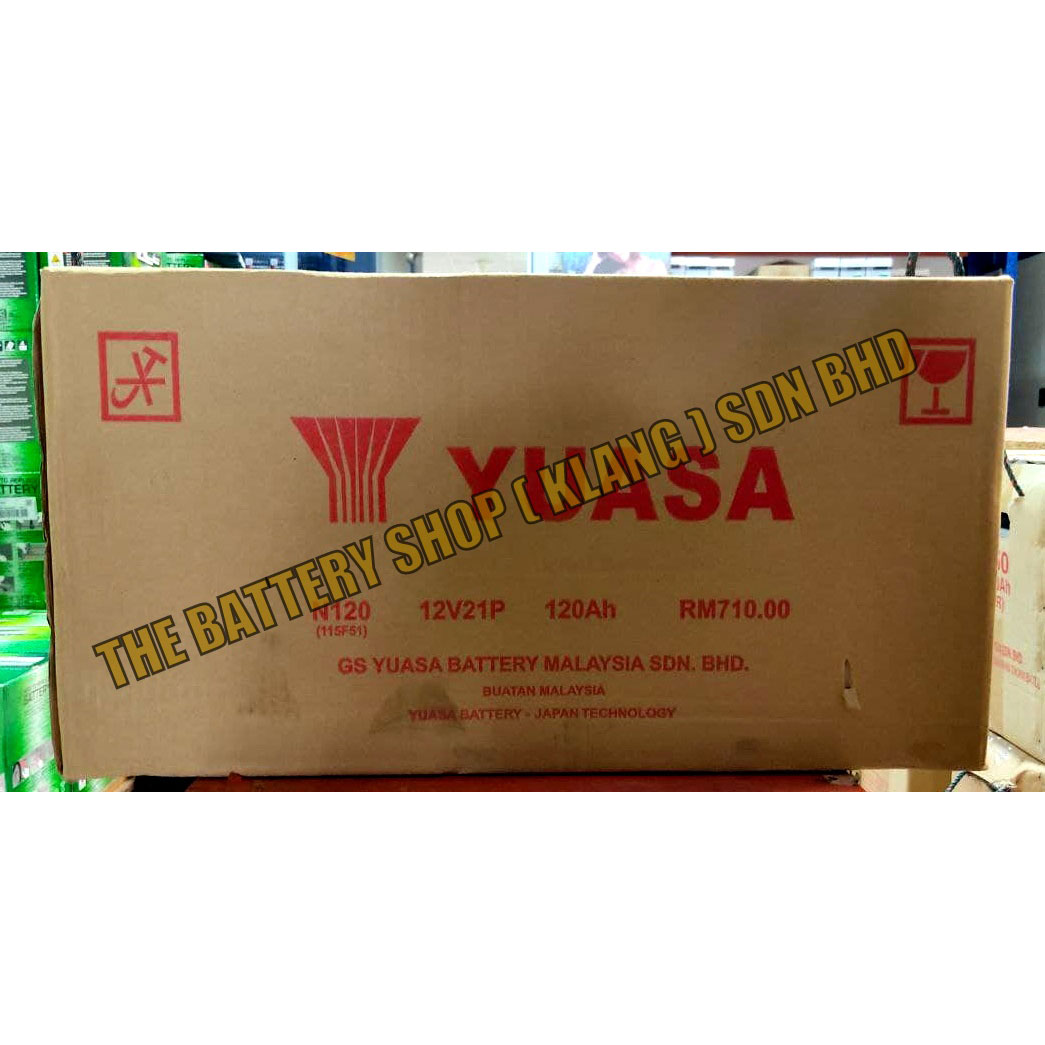 YUASA
THE BATTERY SHOP ( KLANG ) SDN BHD
N120 12V21P 120Ah RM710.00
(115F51)
GS YUASA BATTERY MALAYSIA SDN. BHD.
BUATAN MALAYSIA
YUASA BATTERY - JAPAN TECHNOLOGY